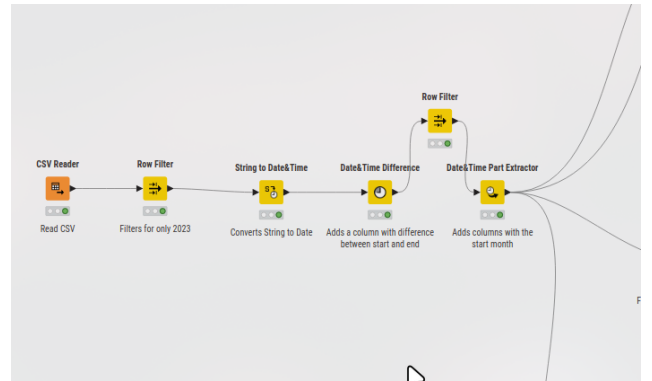 Row Filter
CSV Reader
Row Filter
String to Date&Time
Date&Time Difference
Date&Time Part Extractor
S
Read CSV
Filters for only 2023
Converts String to Date
Adds a column with difference
between start and end
Adds columns with the
start month
F